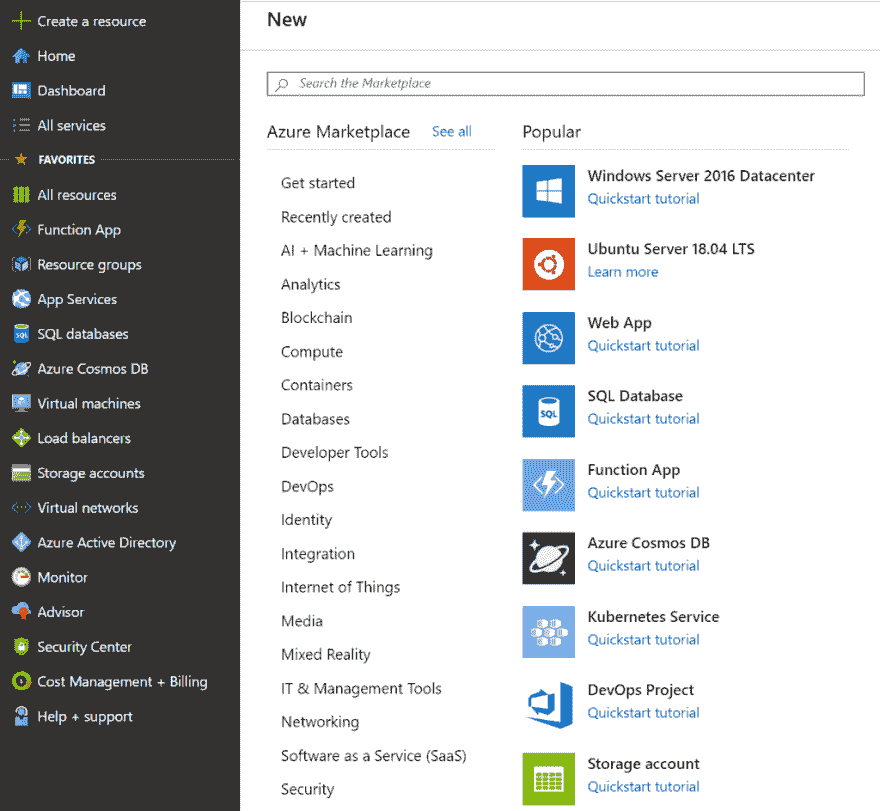 Create a resource
Home
Dashboard
All services
FAVORITES
All resources
Function App
Resource groups
App Services
SQL databases
Azure Cosmos DB
Virtual machines
Load balancers
Storage accounts
Virtual networks
Azure Active Directory
Monitor
Advisor
Security Center
Cost Management + Billing
Help + support
New
Search the Marketplace
Azure Marketplace See all
Get started
Recently created
AI + Machine Learning
Analytics
Blockchain
Compute
Containers
Databases
Developer Tools
DevOps
Identity
Integration
Internet of Things
Media
Mixed Reality
IT & Management Tools
Networking
Software as a Service (SaaS)
Security
Popular
Windows Server 2016 Datacenter
Quickstart tutorial
Ubuntu Server 18.04 LTS
Learn more
Web App
Quickstart tutorial
SQL
SQL Database
Quickstart tutorial
Function App
Quickstart tutorial
Azure Cosmos DB
Quickstart tutorial
Kubernetes Service
Quickstart tutorial
DevOps Project
Quickstart tutorial
Storage account
Quickstart tutorial